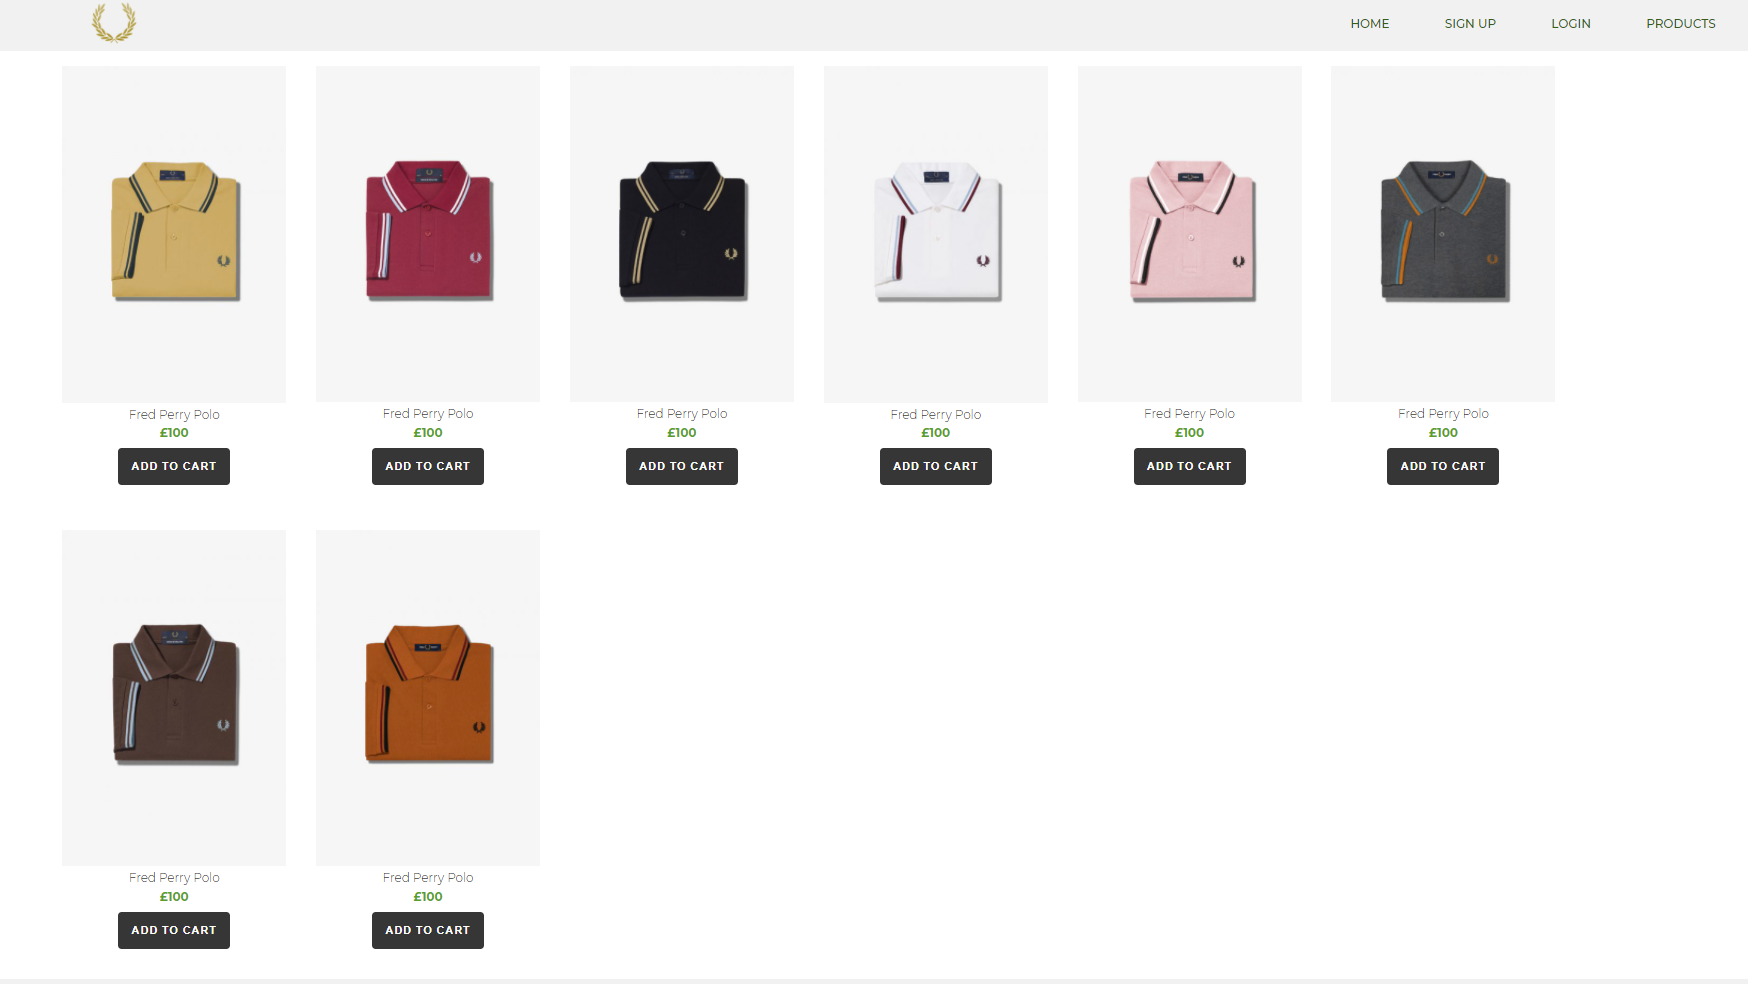 HOME SIGN UP LOGIN PRODUCTS
Fred Perry Polo Fred Perry Polo Fred Perry Polo Fred Perry Polo Fred Perry Polo Fred Perry Polo
£100 £100 £100 £100 £100 £100
ADD TO CART ADD TO CART ADD TO CART ADD TO CART ADD TO CART ADD TO CART
Fred Perry Polo Fred Perry Polo
£100 £100
ADD TO CART ADD TO CART